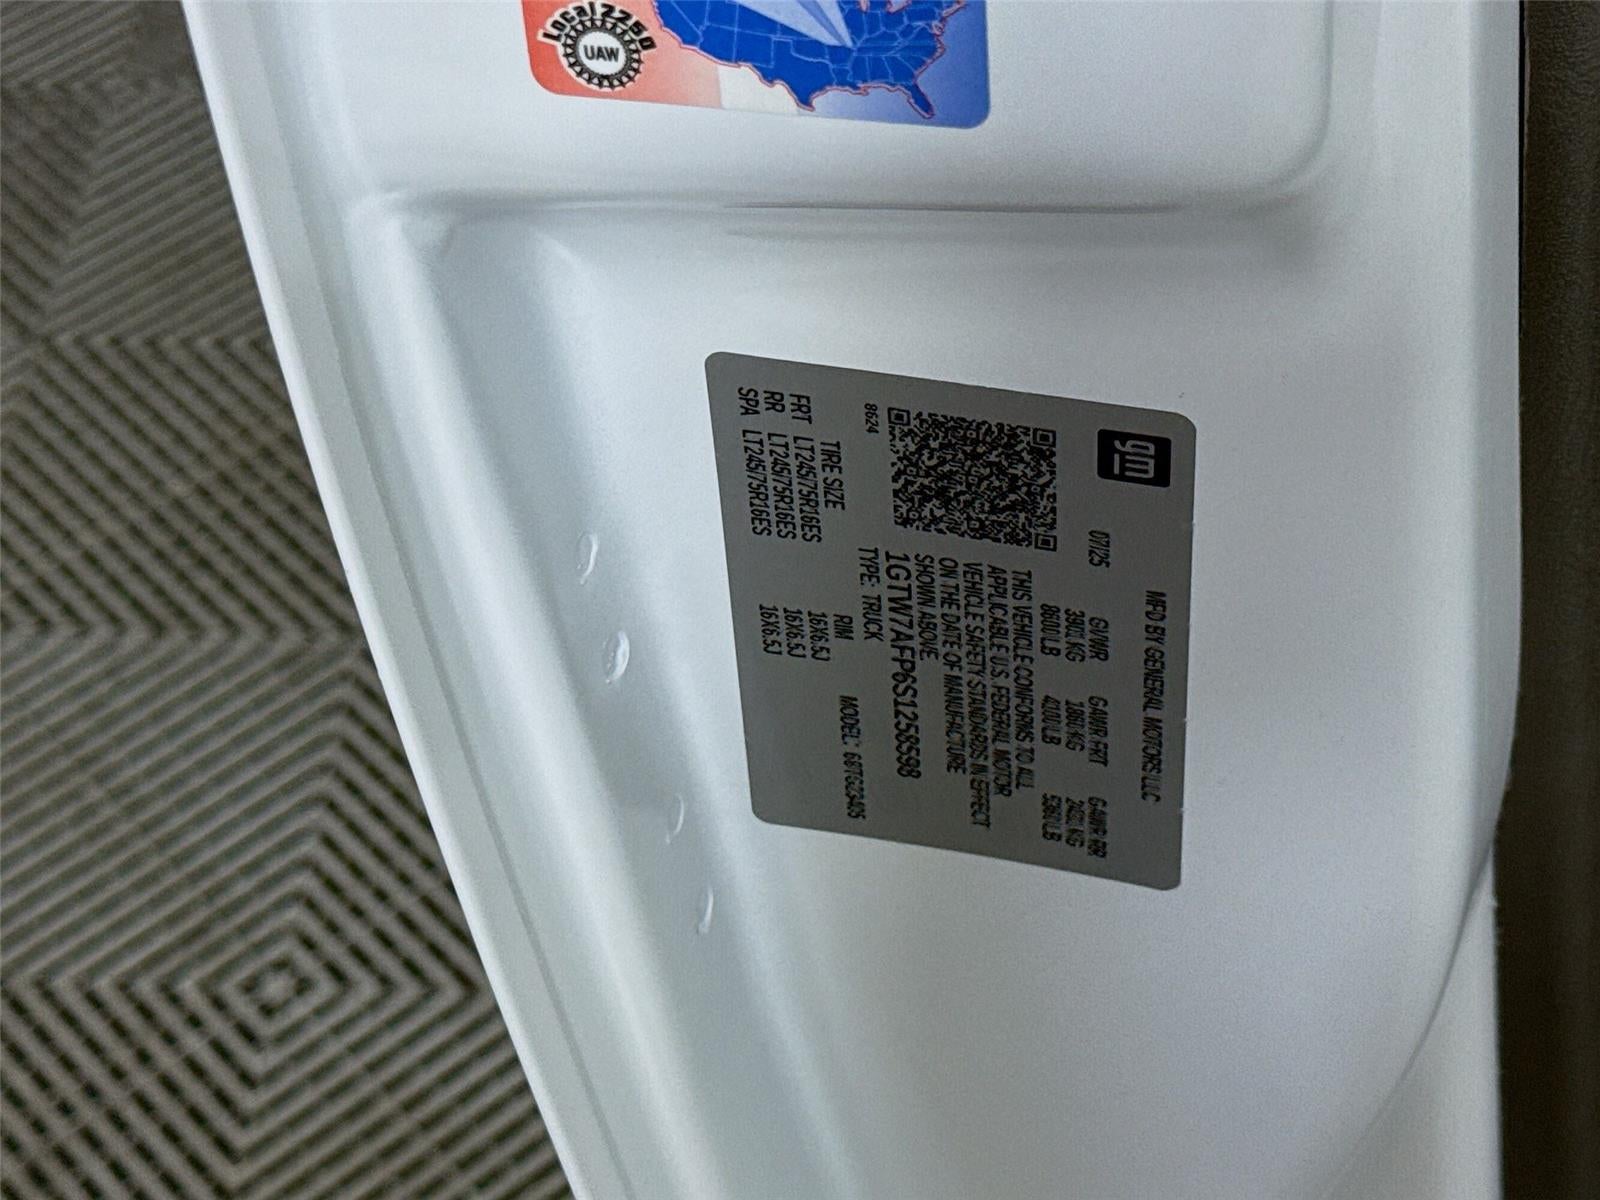 Local 2250
UAW
gm
MFD BY GENERAL MOTORS LLC
07/25 GVWR GAWR FRT GAWR RR
3901 KG 1860 KG 2431 KG
8600 LB 4100 LB 5360 LB
THIS VEHICLE CONFORMS TO ALL
APPLICABLE U.S. FEDERAL MOTOR
VEHICLE SAFETY STANDARDS IN EFFECT
ON THE DATE OF MANUFACTURE
SHOWN ABOVE.
1GTW7AFP6S1258598
8624 TYPE: TRUCK MODEL:
TIRE SIZE RIM
FRT LT245/75R16ES 16X6.5J
RR LT245/75R16ES 16X6.5J
SPA LT245/75R16ES 16X6.5J